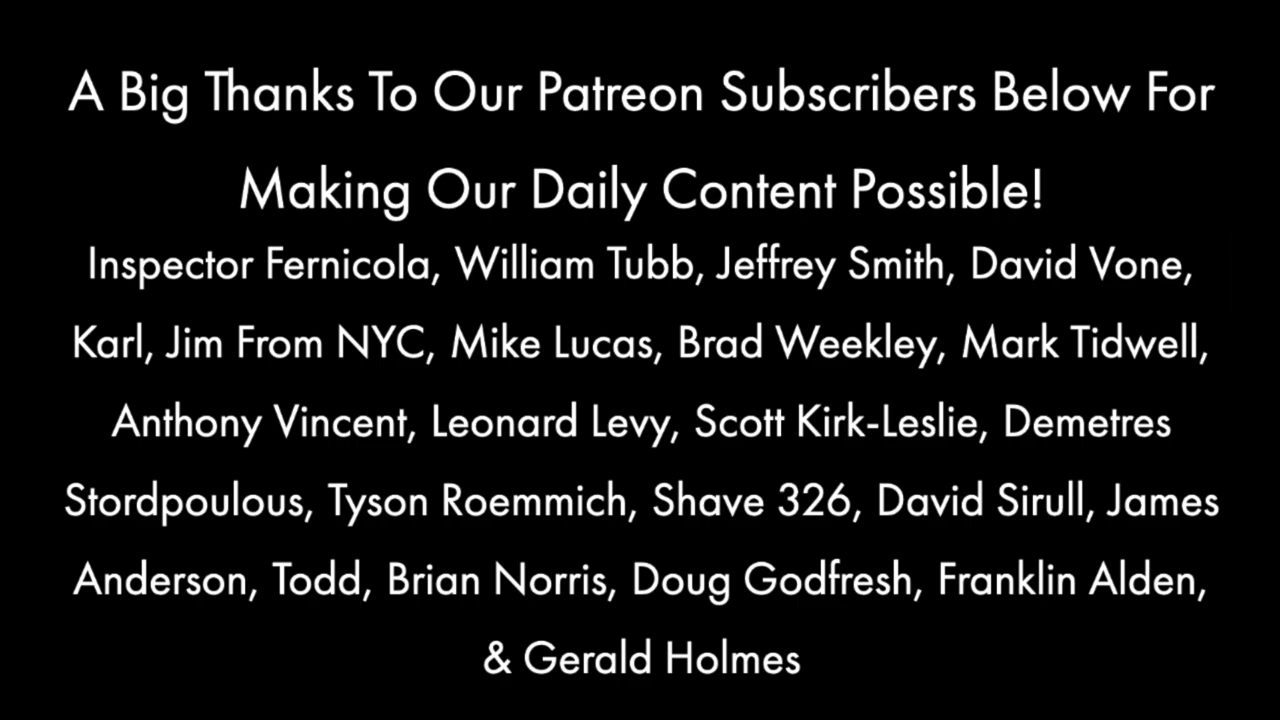 A Big Thanks To Our Patreon Subscribers Below For
Making Our Daily Content Possible!
Inspector Fernicola, William Tubb, Jeffrey Smith, David Vone,
Karl, Jim From NYC, Mike Lucas, Brad Weekley, Mark Tidwell,
Anthony Vincent, Leonard Levy, Scott Kirk-Leslie, Demetres
Stordpoulous, Tyson Roemmich, Shave 326, David Sirull, James
Anderson, Todd, Brian Norris, Doug Godfresh, Franklin Alden,
& Gerald Holmes